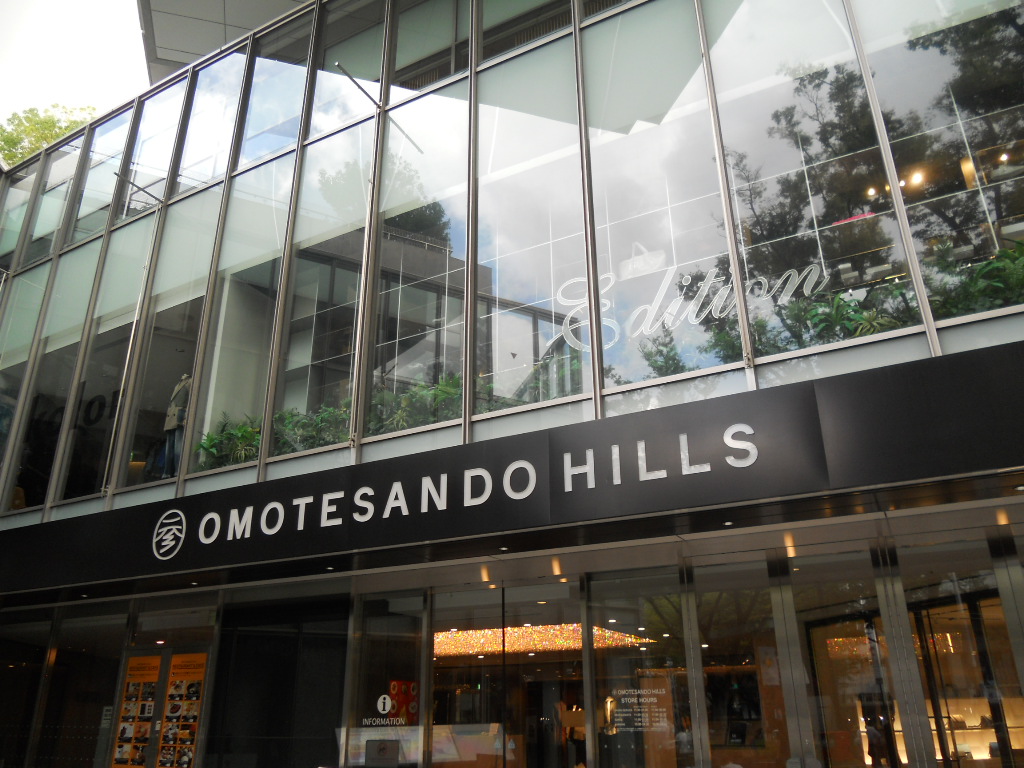 Edition
OMOTESANDO HILLS
i
INFORMATION
OMOTESANDO HILLS
STORE HOURS